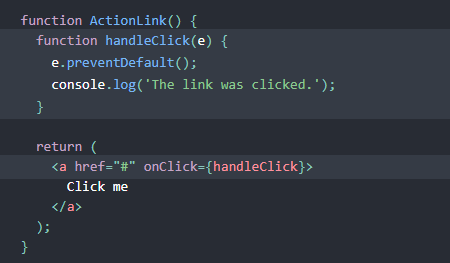 function ActionLink() {
function handleClick(e) {
e.preventDefault();
console.log('The link was clicked.');
}
return (
<a href="#" onClick={handleClick}>
Click me
</a>
);
}